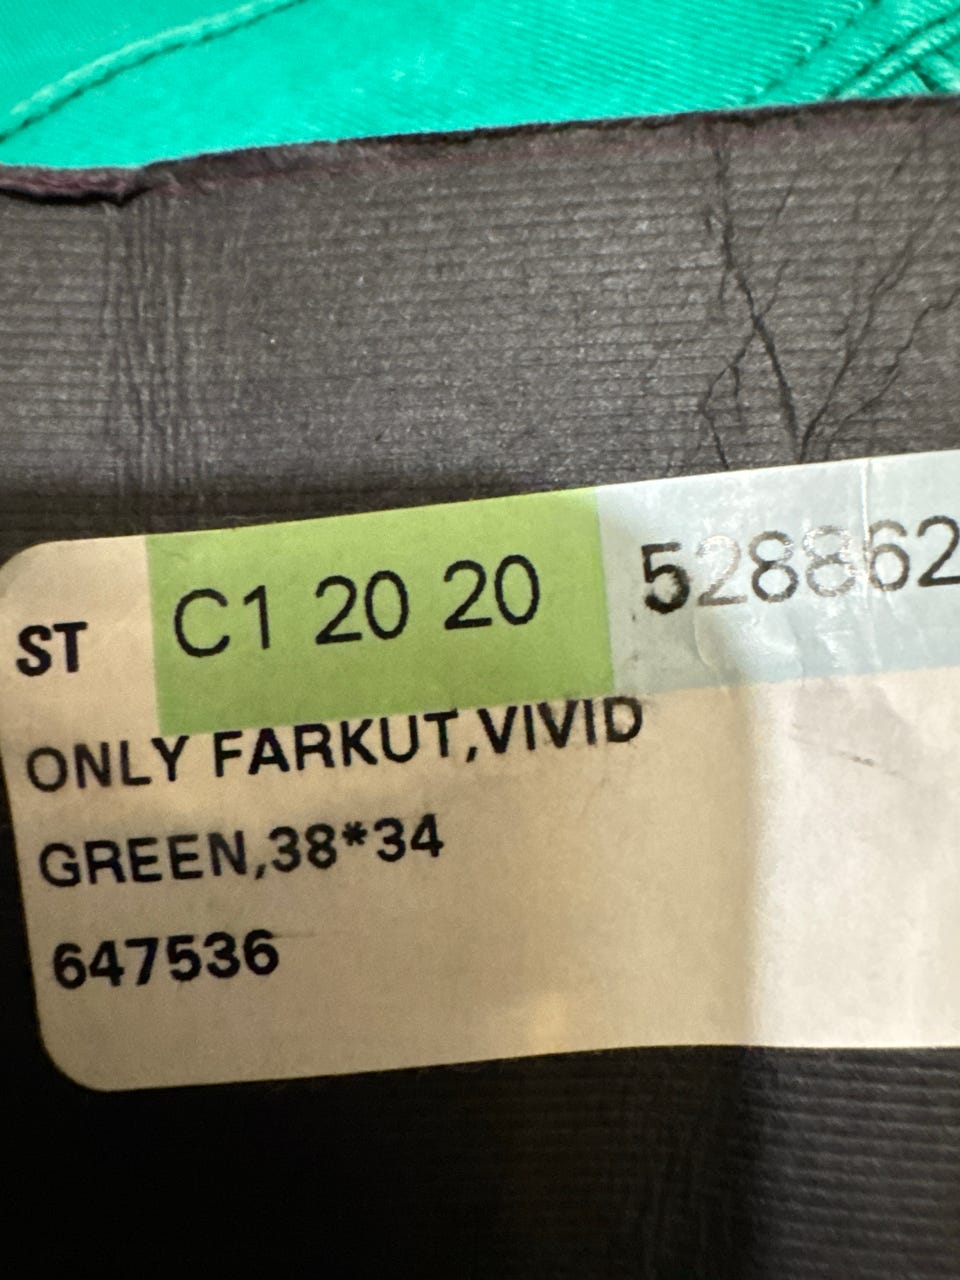 ST C1 20 20 528862
ONLY FARKUT,VIVID
GREEN,38*34
647536